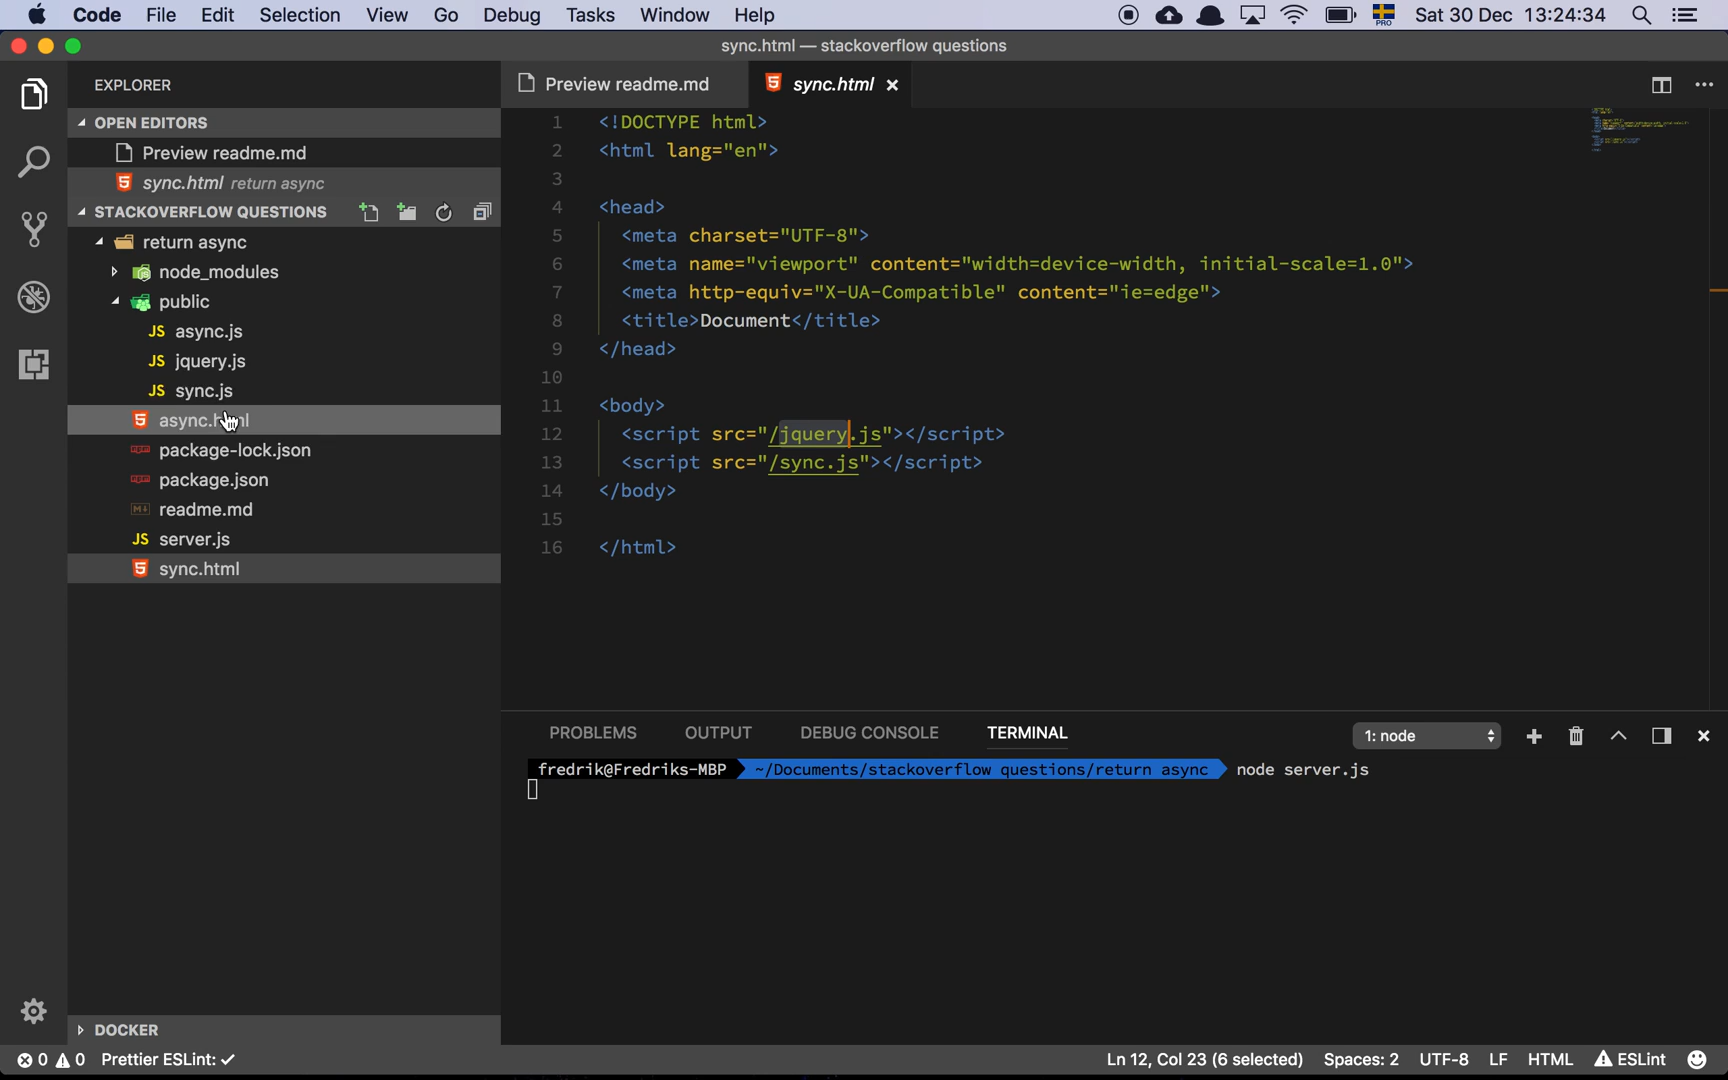 Code File Edit Selection View Go Debug Tasks Window Help PRO Sat 30 Dec 13:24:34
sync.html — stackoverflow questions
EXPLORER
OPEN EDITORS
Preview readme.md
sync.html return async
STACKOVERFLOW QUESTIONS
return async
node_modules
public
JS async.js
JS jquery.js
JS sync.js
async.html
package-lock.json
package.json
readme.md
JS server.js
sync.html
DOCKER
Preview readme.md sync.html
1 <!DOCTYPE html>
2 <html lang="en">
3
4 <head>
5 <meta charset="UTF-8">
6 <meta name="viewport" content="width=device-width, initial-scale=1.0">
7 <meta http-equiv="X-UA-Compatible" content="ie=edge">
8 <title>Document</title>
9 </head>
10
11 <body>
12 <script src="/jquery.js"></script>
13 <script src="/sync.js"></script>
14 </body>
15
16 </html>
PROBLEMS OUTPUT DEBUG CONSOLE TERMINAL 1: node
fredrik@Fredriks-MBP ~/Documents/stackoverflow questions/return async node server.js
0 0 Prettier ESLint: ✓ Ln 12, Col 23 (6 selected) Spaces: 2 UTF-8 LF HTML ESLint